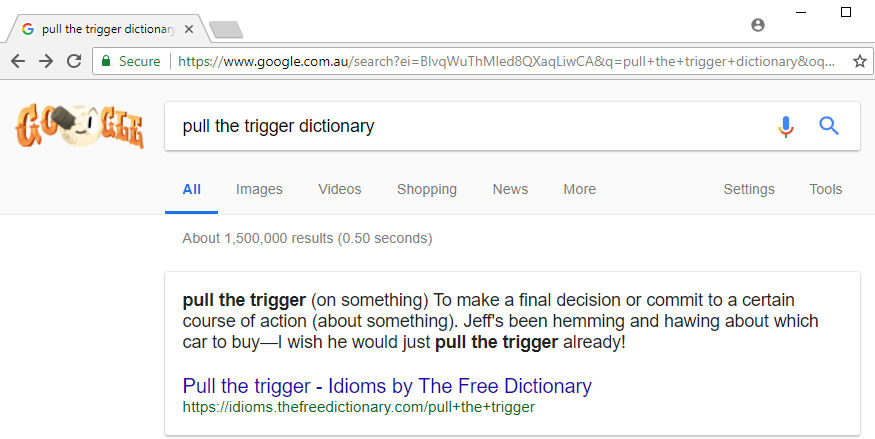 pull the trigger dictionary
Secure
https://www.google.com.au/search?ei=BlvqWuThMIed8QXaqLiwCA&q=pull+the+trigger+dictionary&oq...
GOOGLE
pull the trigger dictionary
All Images Videos Shopping News More Settings Tools
About 1,500,000 results (0.50 seconds)
pull the trigger (on something) To make a final decision or commit to a certain
course of action (about something). Jeff's been hemming and hawing about which
car to buy—I wish he would just pull the trigger already!
Pull the trigger - Idioms by The Free Dictionary
https://idioms.thefreedictionary.com/pull+the+trigger